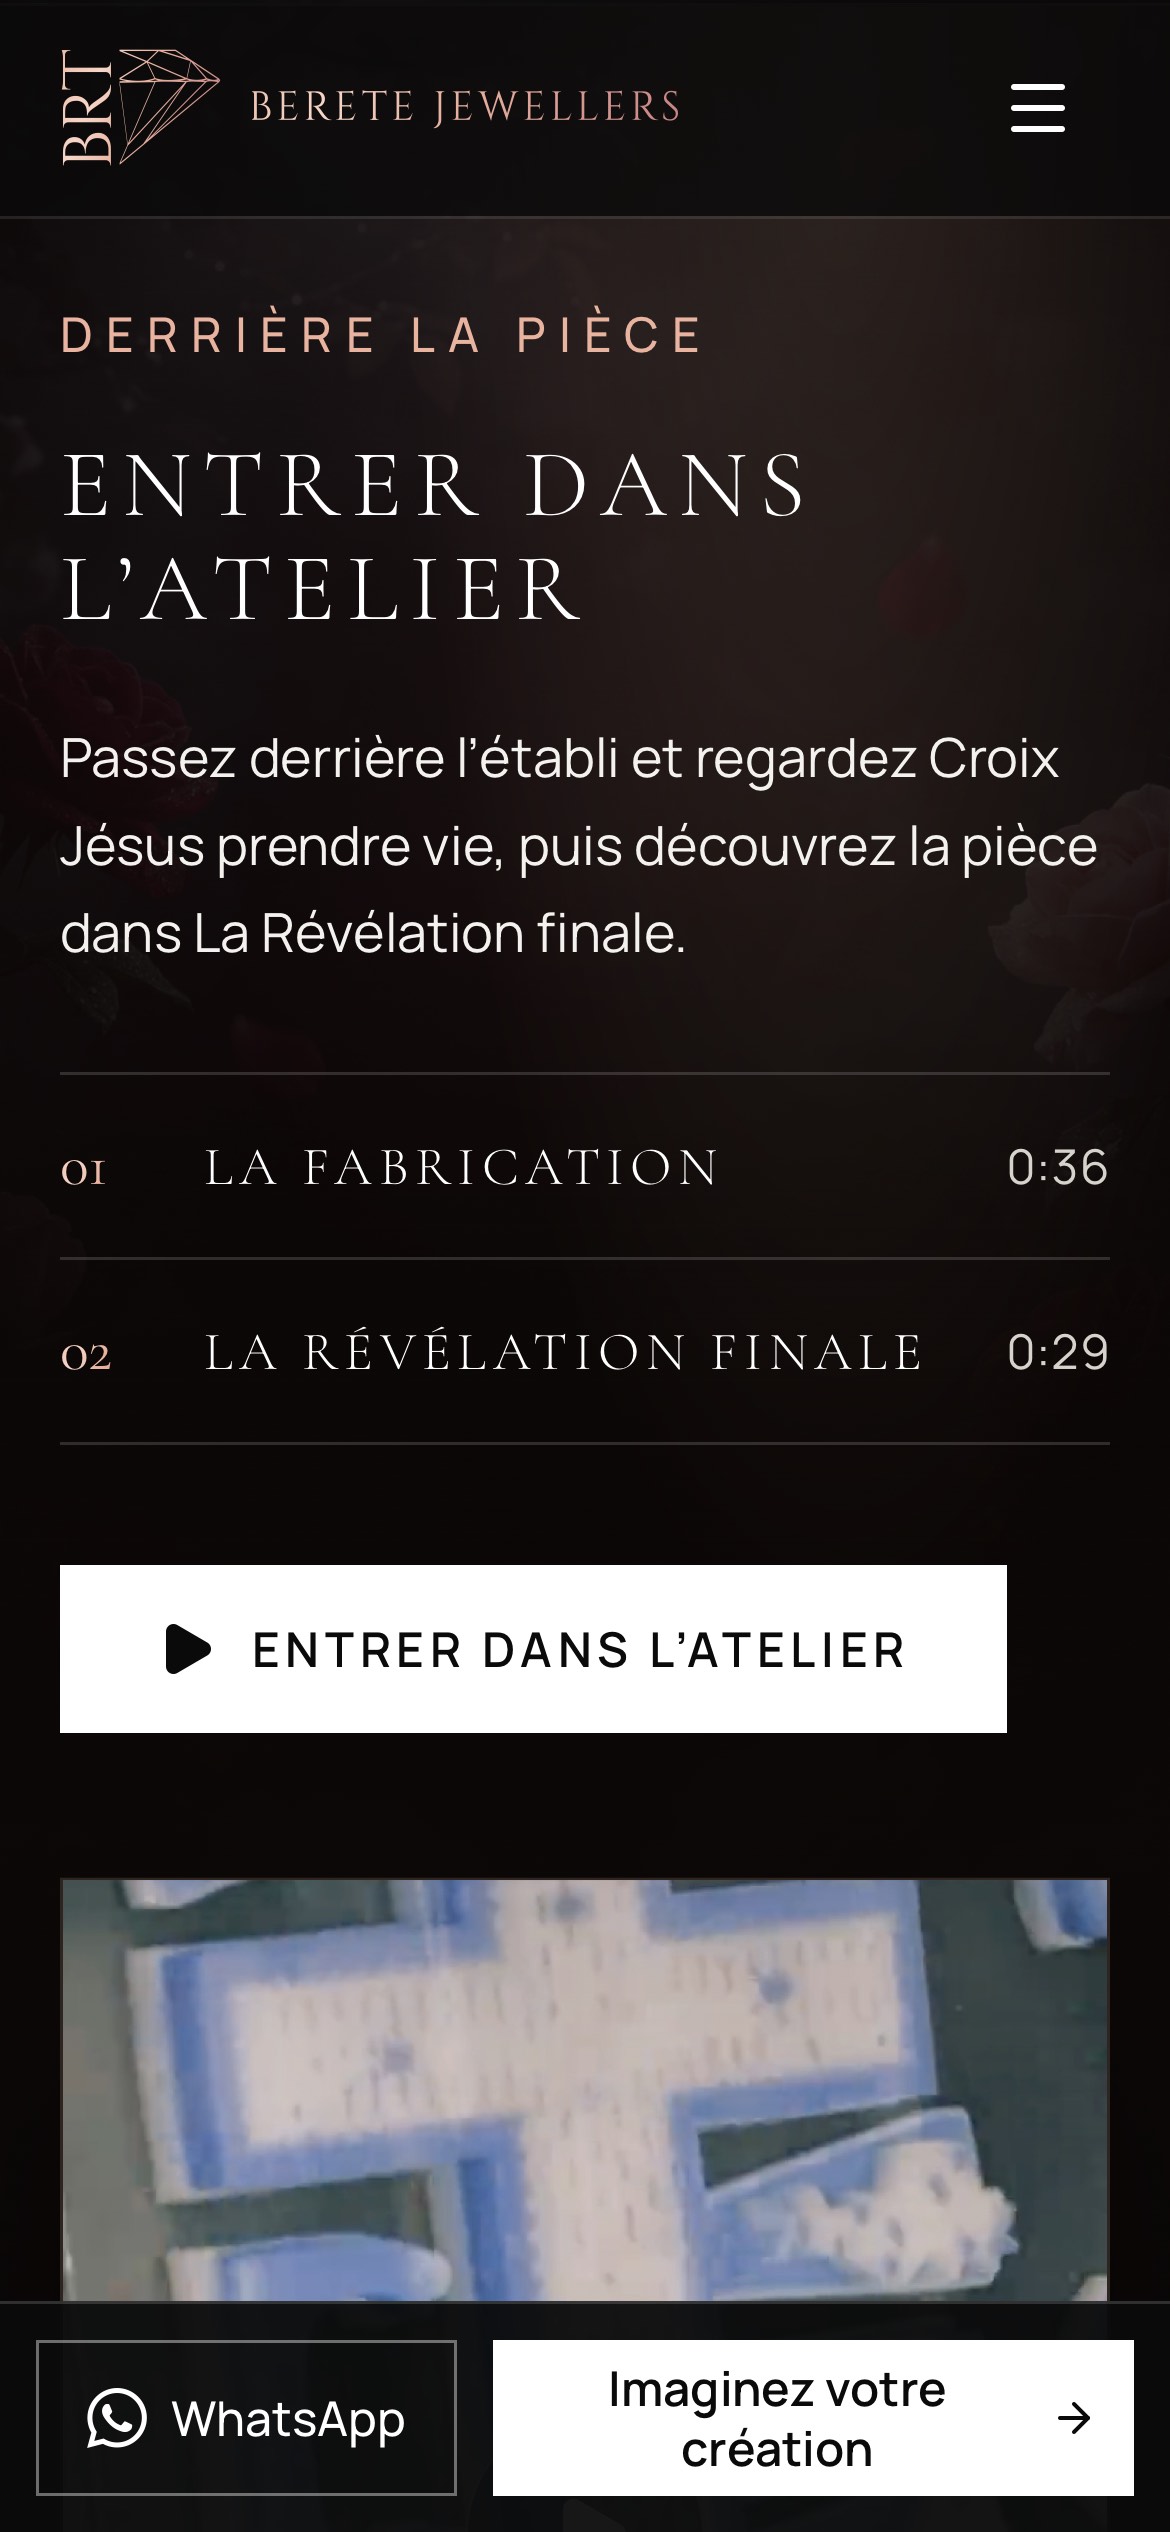 BRT
BERETE JEWELLERS
DERRIÈRE LA PIÈCE
ENTRER DANS
L’ATELIER
Passez derrière l’établi et regardez Croix
Jésus prendre vie, puis découvrez la pièce
dans La Révélation finale.
01 LA FABRICATION 0:36
02 LA RÉVÉLATION FINALE 0:29
ENTRER DANS L’ATELIER
WhatsApp
Imaginez votre
création